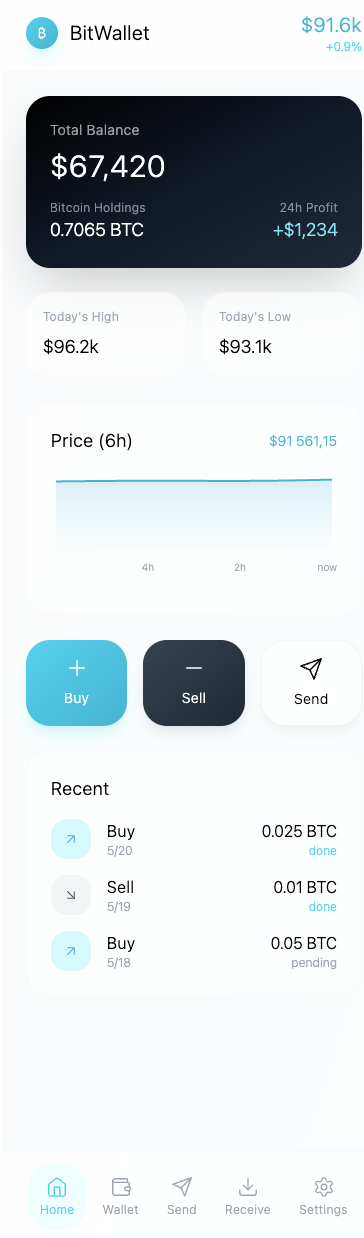 BitWallet
$91.6k
+0.9%
Total Balance
$67,420
Bitcoin Holdings 24h Profit
0.7065 BTC +$1,234
Today's High Today's Low
$96.2k $93.1k
Price (6h) $91 561,15
4h 2h now
Buy Sell Send
Recent
Buy 0.025 BTC
5/20 done
Sell 0.01 BTC
5/19 done
Buy 0.05 BTC
5/18 pending
Home Wallet Send Receive Settings